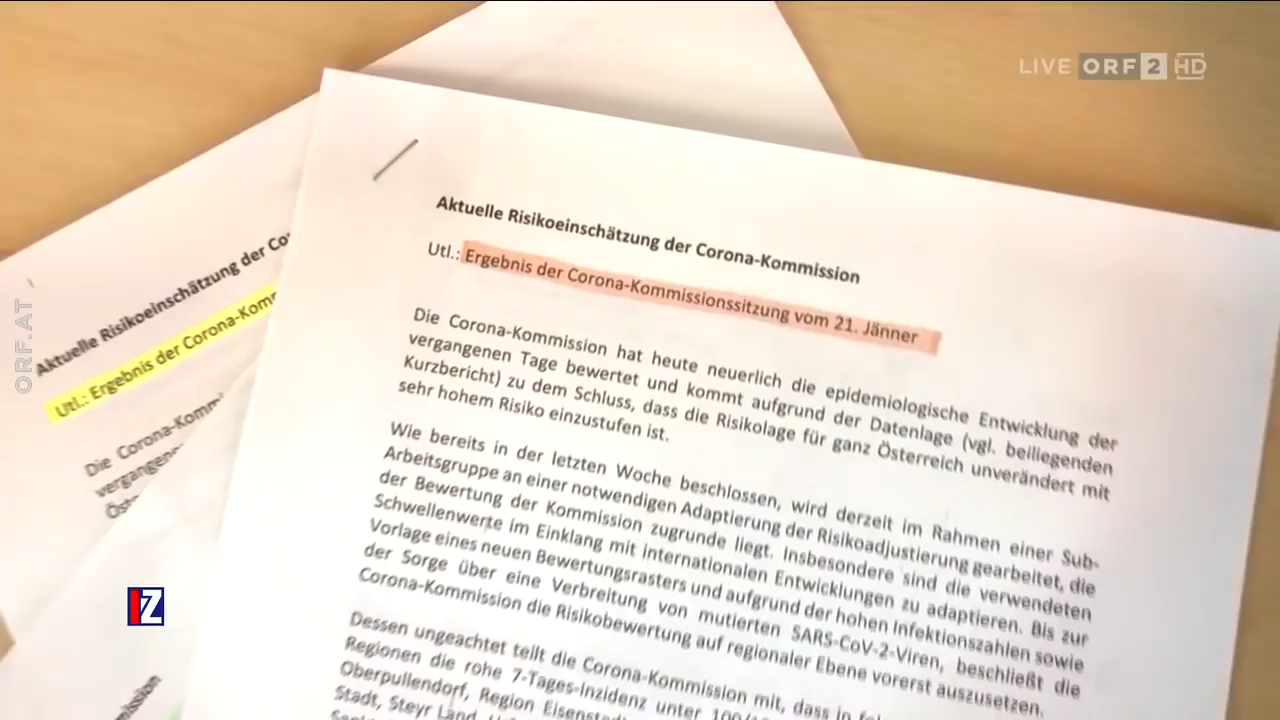 LIVE ORF 2 HD
ORF.AT
Aktuelle Risikoeinschätzung der Corona-Kommission
Utl.: Ergebnis der Corona-Kommissionssitzung vom 21. Jänner
Die Corona-Kommission hat heute neuerlich die epidemiologische Entwicklung der
vergangenen Tage bewertet und kommt aufgrund der Datenlage (vgl. beiliegenden
Kurzbericht) zu dem Schluss, dass die Risikolage für ganz Österreich unverändert mit
sehr hohem Risiko einzustufen ist.
Wie bereits in der letzten Woche beschlossen, wird derzeit im Rahmen einer Sub-
Arbeitsgruppe an einer notwendigen Adaptierung der Risikoadjustierung gearbeitet, die
der Bewertung der Kommission zugrunde liegt. Insbesondere sind die verwendeten
Schwellenwerte im Einklang mit internationalen Entwicklungen zu adaptieren. Bis zur
Vorlage eines neuen Bewertungsrasters und aufgrund der hohen Infektionszahlen sowie
der Sorge über eine Verbreitung von mutierten SARS-CoV-2-Viren, beschließt die
Corona-Kommission die Risikobewertung auf regionaler Ebene vorerst auszusetzen.
Dessen ungeachtet teilt die Corona-Kommission mit, dass in
Regionen die rohe 7-Tages-Inzidenz unter
Oberpullendorf, Region
Stadt, Steyr Land,
Aktuelle Risikoeinschätzung der
Utl.: Ergebnis der
Die
ZIB